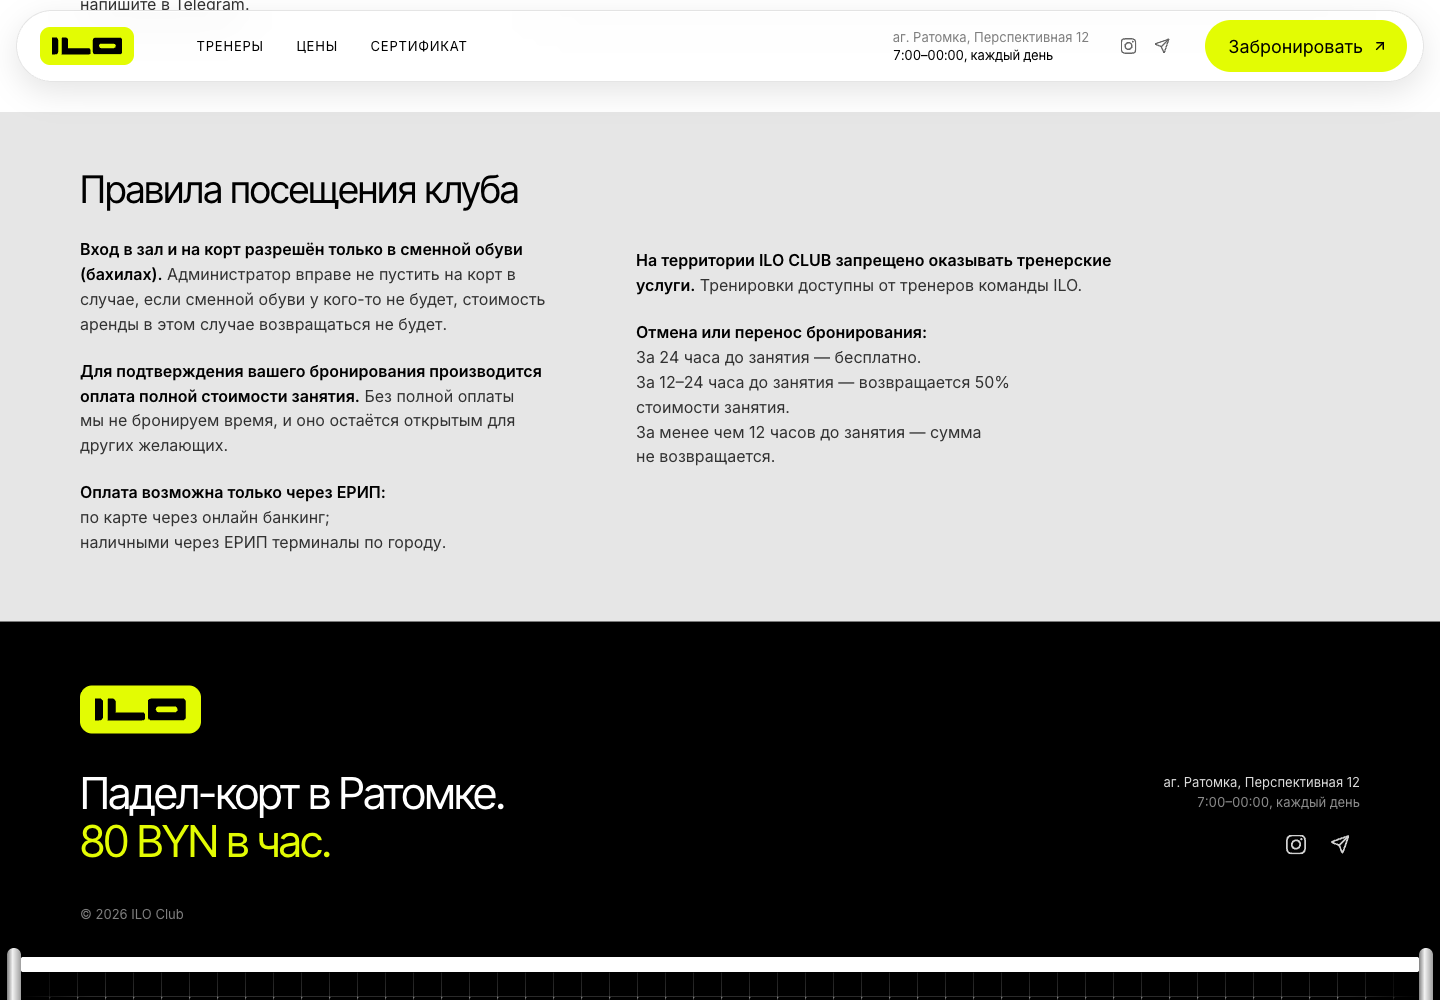 напишите в Telegram.
ILO
ТРЕНЕРЫ
ЦЕНЫ
СЕРТИФИКАТ
аг. Ратомка, Перспективная 12
7:00–00:00, каждый день
Забронировать
Правила посещения клуба
Вход в зал и на корт разрешён только в сменной обуви
(бахилах). Администратор вправе не пустить на корт в
случае, если сменной обуви у кого-то не будет, стоимость
аренды в этом случае возвращаться не будет.
Для подтверждения вашего бронирования производится
оплата полной стоимости занятия. Без полной оплаты
мы не бронируем время, и оно остаётся открытым для
других желающих.
Оплата возможна только через ЕРИП:
по карте через онлайн банкинг;
наличными через ЕРИП терминалы по городу.
На территории ILO CLUB запрещено оказывать тренерские
услуги. Тренировки доступны от тренеров команды ILO.
Отмена или перенос бронирования:
За 24 часа до занятия — бесплатно.
За 12–24 часа до занятия — возвращается 50%
стоимости занятия.
За менее чем 12 часов до занятия — сумма
не возвращается.
ILO
Падел-корт в Ратомке.
80 BYN в час.
аг. Ратомка, Перспективная 12
7:00–00:00, каждый день
© 2026 ILO Club